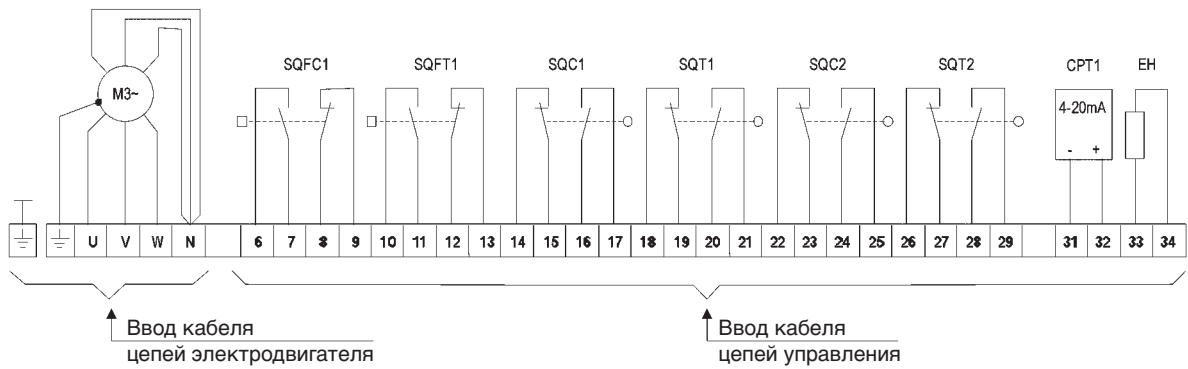 SQFC1 SQFT1 SQC1 SQT1 SQC2 SQT2 CPT1 EH
M3~
4-20mA
- +
U V W N 6 7 8 9 10 11 12 13 14 15 16 17 18 19 20 21 22 23 24 25 26 27 28 29 31 32 33 34
Ввод кабеля
цепей электродвигателя
Ввод кабеля
цепей управления